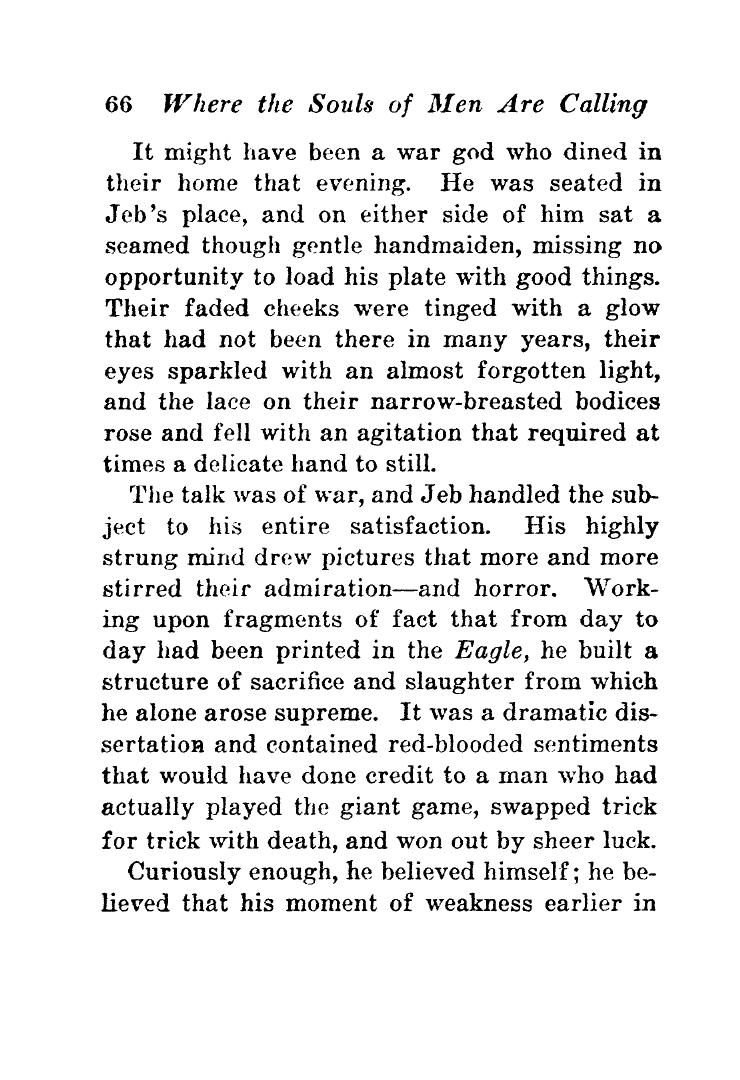 66 Where the Souls of Men Are Calling
It might have been a war god who dined in
their home that evening. He was seated in
Jeb's place, and on either side of him sat a
seamed though gentle handmaiden, missing no
opportunity to load his plate with good things.
Their faded cheeks were tinged with a glow
that had not been there in many years, their
eyes sparkled with an almost forgotten light,
and the lace on their narrow-breasted bodices
rose and fell with an agitation that required at
times a delicate hand to still.
The talk was of war, and Jeb handled the sub-
ject to his entire satisfaction. His highly
strung mind drew pictures that more and more
stirred their admiration—and horror. Work-
ing upon fragments of fact that from day to
day had been printed in the Eagle, he built a
structure of sacrifice and slaughter from which
he alone arose supreme. It was a dramatic dis-
sertation and contained red-blooded sentiments
that would have done credit to a man who had
actually played the giant game, swapped trick
for trick with death, and won out by sheer luck.
Curiously enough, he believed himself; he be-
lieved that his moment of weakness earlier in